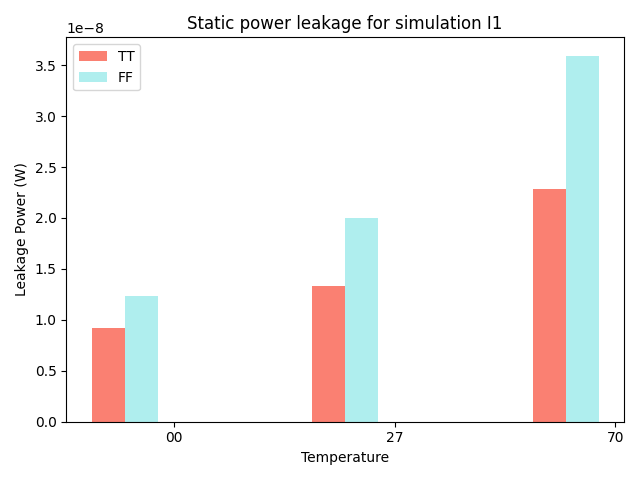 Static power leakage for simulation I1
1e−8
TT
FF
3.5
3.0
2.5
2.0
1.5
1.0
0.5
0.0
Leakage Power (W)
00 27 70
Temperature